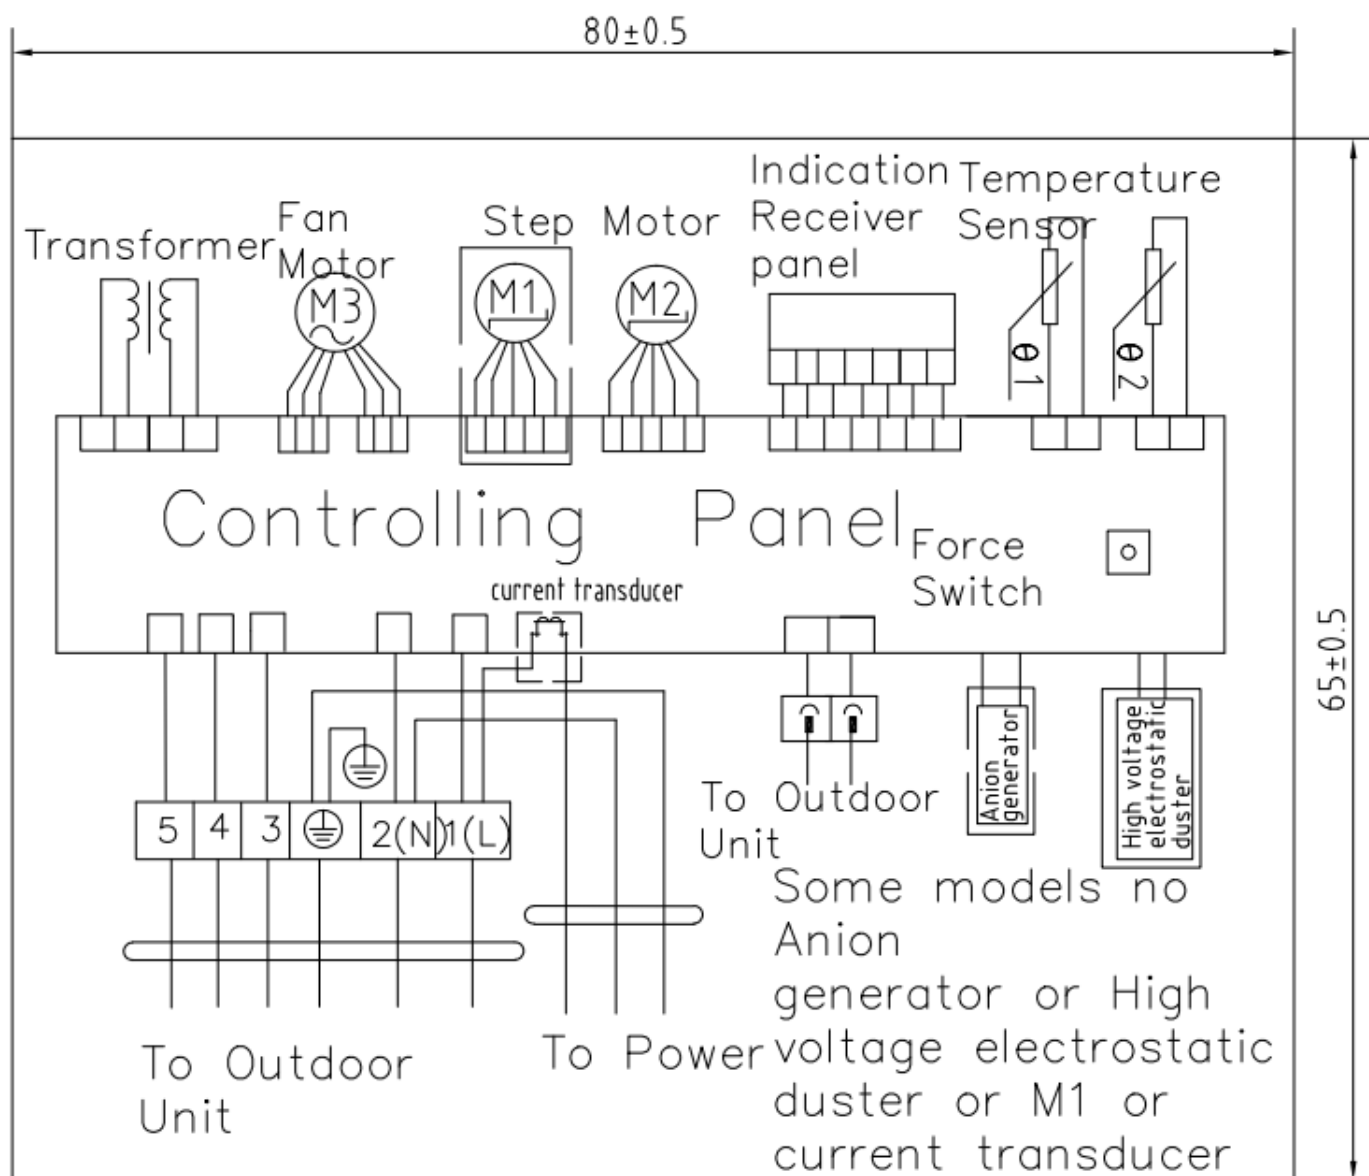 80±0.5
65±0.5
Transformer
Fan
Motor
M3
Step Motor
M1
M2
Indication
Receiver
panel
Temperature
Sensor
θ1
θ2
Controlling Panel
Force
Switch
current transducer
5
4
3
2(N)
1(L)
To Outdoor
Unit
To Power
To Outdoor
Unit
Anion
generator
High voltage
electrostatic
duster
Some models no
Anion
generator or High
voltage electrostatic
duster or M1 or
current transducer